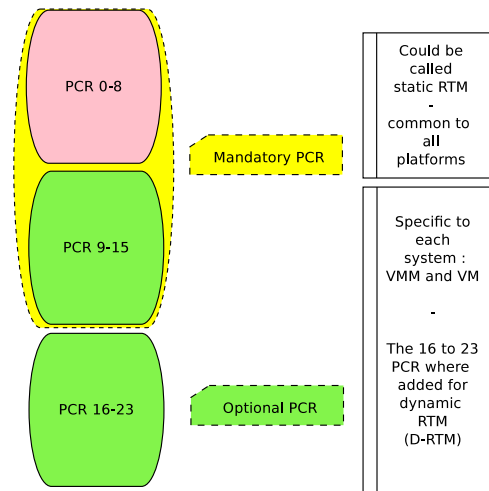 PCR 0-8
PCR 9-15
PCR 16-23
Mandatory PCR
Optional PCR
Could be
called
static RTM
-
common to
all
platforms
Specific to
each
system :
VMM and VM
-
The 16 to 23
PCR where
added for
dynamic
RTM
(D-RTM)